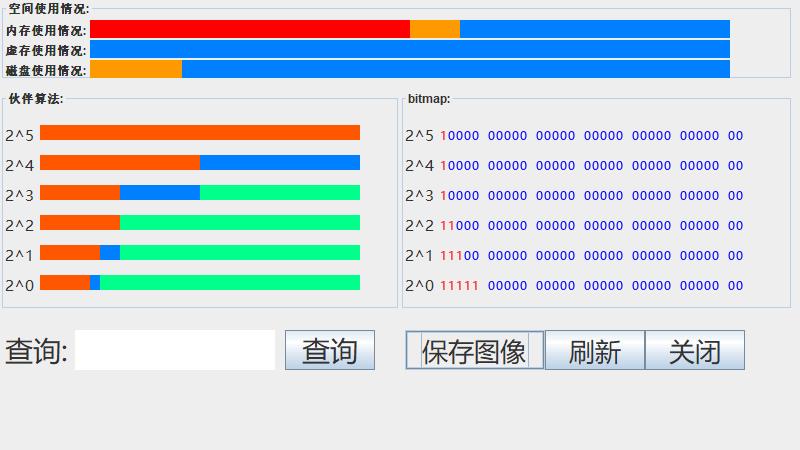 空间使用情况:
内存使用情况:
虚存使用情况:
磁盘使用情况:
伙伴算法:
2^5
2^4
2^3
2^2
2^1
2^0
bitmap:
2^5 10000 00000 00000 00000 00000 00000 00
2^4 10000 00000 00000 00000 00000 00000 00
2^3 10000 00000 00000 00000 00000 00000 00
2^2 11000 00000 00000 00000 00000 00000 00
2^1 11100 00000 00000 00000 00000 00000 00
2^0 11111 00000 00000 00000 00000 00000 00
查询: 查询 保存图像 刷新 关闭